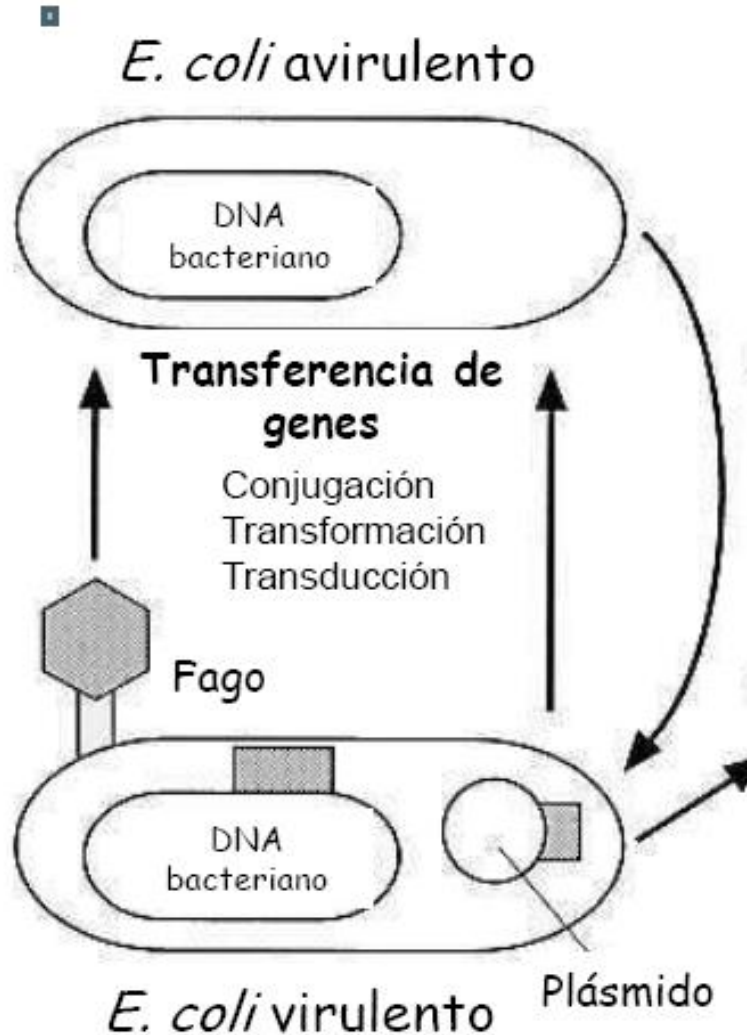 E. coli avirulento
DNA
bacteriano
Transferencia de
genes
Conjugación
Transformación
Transducción
Fago
DNA
bacteriano
Plásmido
E. coli virulento